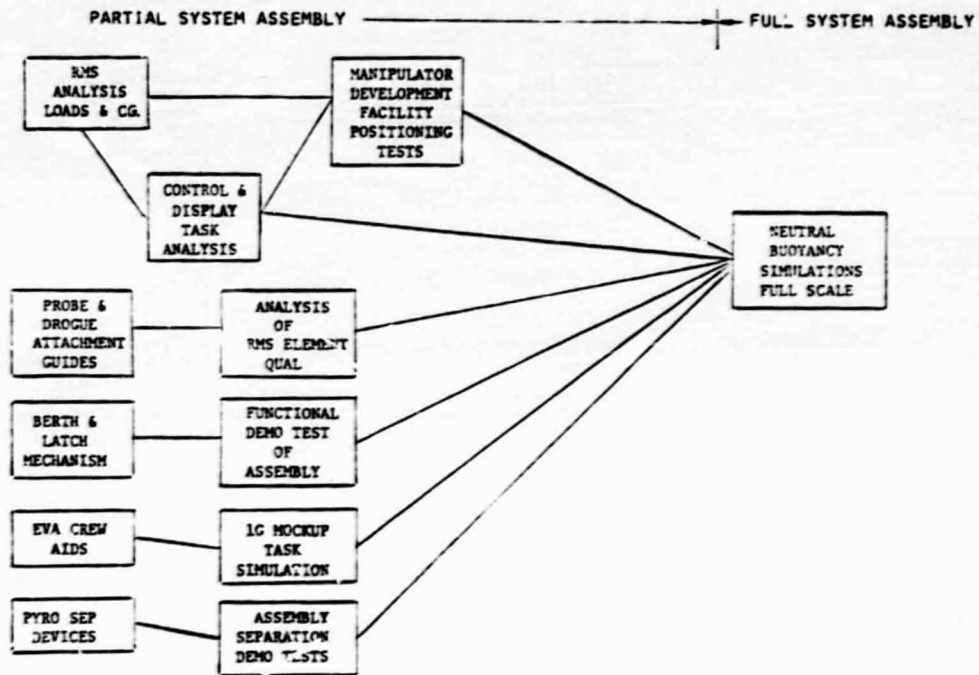 PARTIAL SYSTEM ASSEMBLY
FULL SYSTEM ASSEMBLY
RMS
ANALYSIS
LOADS & CG.
MANIPULATOR
DEVELOPMENT
FACILITY
POSITIONING
TESTS
CONTROL &
DISPLAY
TASK
ANALYSIS
NEUTRAL
BUOYANCY
SIMULATIONS
FULL SCALE
PROBE &
DROGUE
ATTACHMENT
GUIDES
ANALYSIS
OF
RMS ELEMENT
QUAL
BERTH &
LATCH
MECHANISM
FUNCTIONAL
DEMO TEST
OF
ASSEMBLY
EVA CREW
AIDS
1G MOCKUP
TASK
SIMULATION
PYRO SEP
DEVICES
ASSEMBLY
SEPARATION
DEMO TESTS